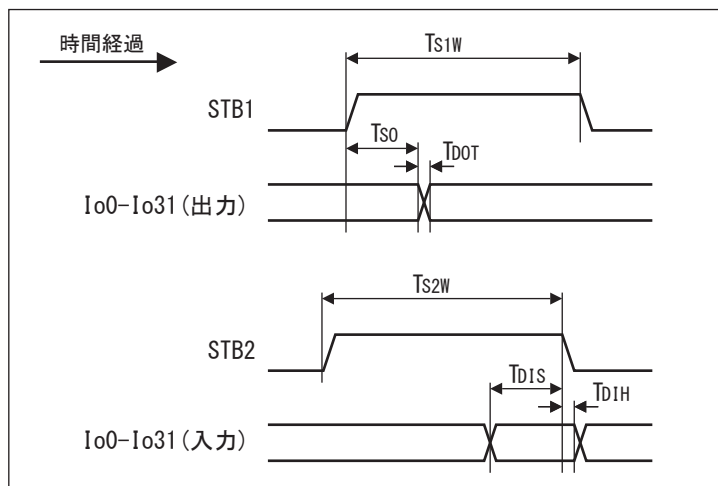 時間経過
TS1W
STB1
TSO
TDOT
Io0-Io31(出力)
TS2W
STB2
TDIS
TDIH
Io0-Io31(入力)